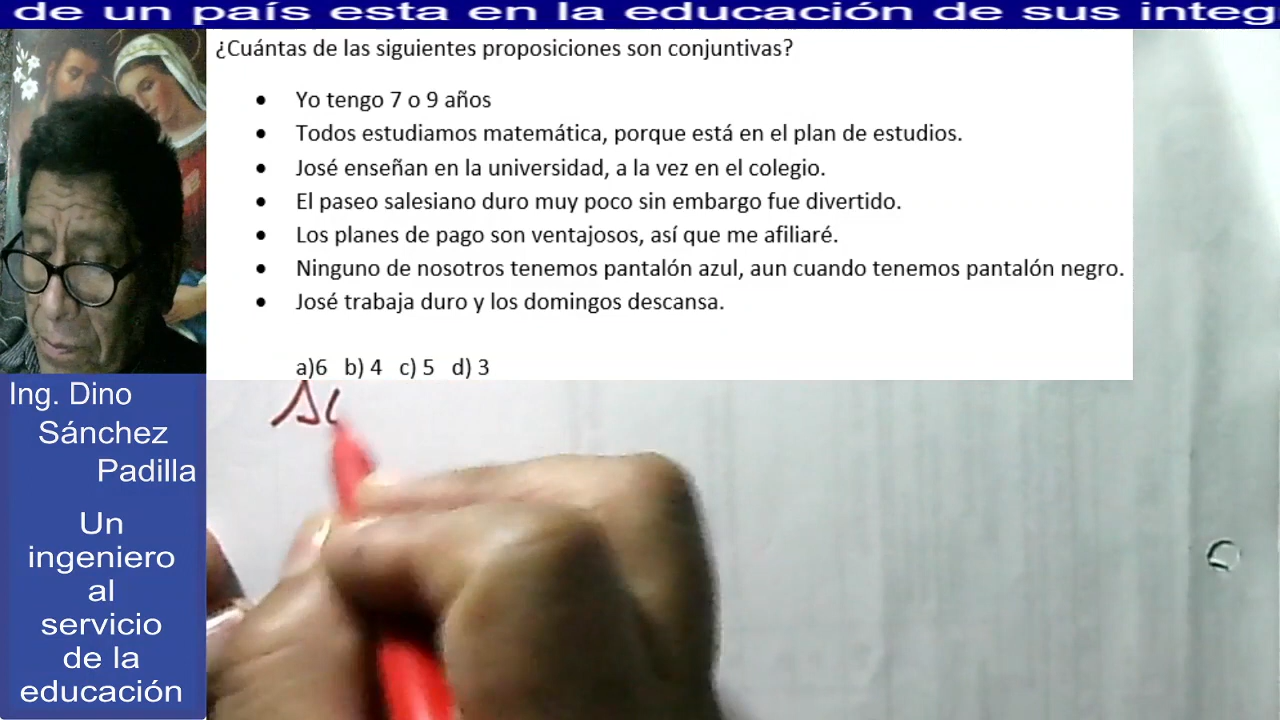 de un país esta en la educación de sus integ
¿Cuántas de las siguientes proposiciones son conjuntivas?
• Yo tengo 7 o 9 años
• Todos estudiamos matemática, porque está en el plan de estudios.
• José enseñan en la universidad, a la vez en el colegio.
• El paseo salesiano duro muy poco sin embargo fue divertido.
• Los planes de pago son ventajosos, así que me afiliaré.
• Ninguno de nosotros tenemos pantalón azul, aun cuando tenemos pantalón negro.
• José trabaja duro y los domingos descansa.
a)6 b) 4 c) 5 d) 3
Ing. Dino
Sánchez
Padilla
Un
ingeniero
al
servicio
de la
educación